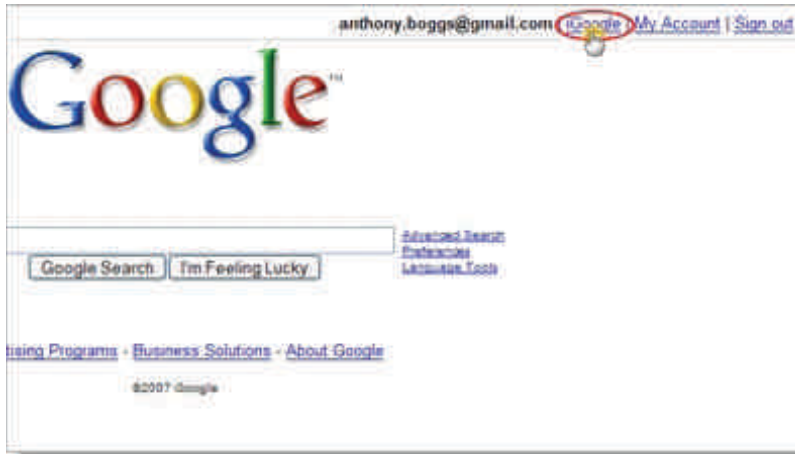 anthony.boggs@gmail.com iGoogle | My Account | Sign out
Google™
Advanced Search
Preferences
Language Tools
Google Search I'm Feeling Lucky
tising Programs - Business Solutions - About Google
©2007 Google